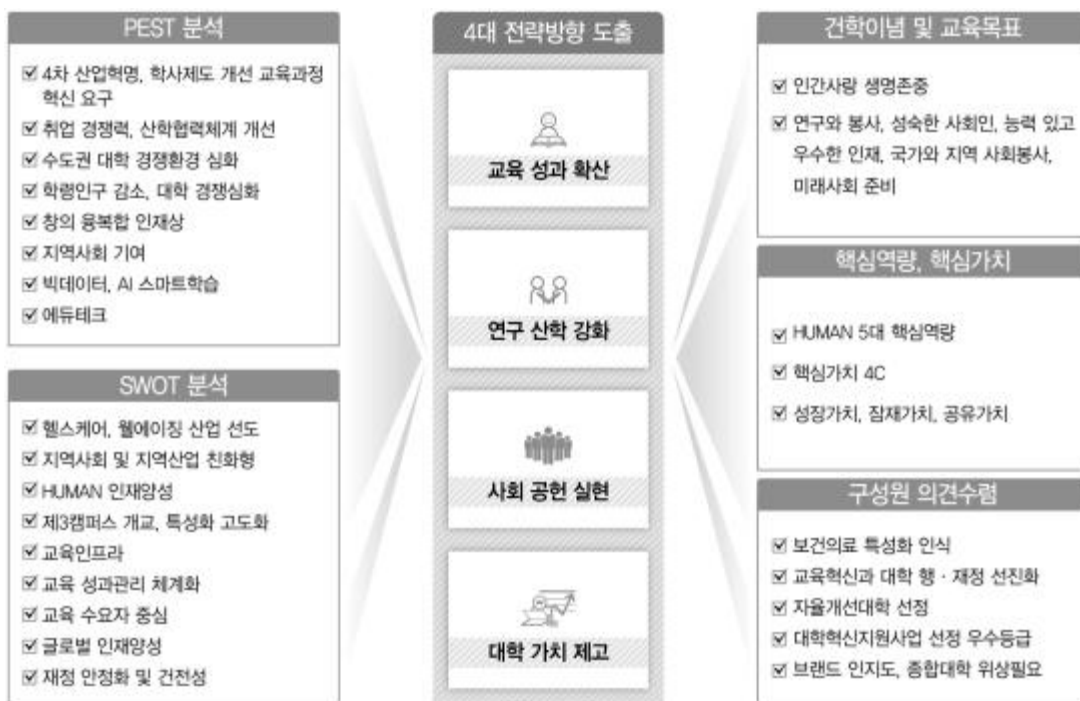 PEST 분석
☑ 4차 산업혁명, 학사제도 개선 교육과정
혁신 요구
☑ 취업 경쟁력, 산학협력체계 개선
☑ 수도권 대학 경쟁환경 심화
☑ 학령인구 감소, 대학 경쟁심화
☑ 창의 융복합 인재상
☑ 지역사회 기여
☑ 빅데이터, AI 스마트학습
☑ 에듀테크
SWOT 분석
☑ 헬스케어, 웰에이징 산업 선도
☑ 지역사회 및 지역산업 친화형
☑ HUMAN 인재양성
☑ 제3캠퍼스 개교, 특성화 고도화
☑ 교육인프라
☑ 교육 성과관리 체계화
☑ 교육 수요자 중심
☑ 글로벌 인재양성
☑ 재정 안정화 및 건전성
4대 전략방향 도출
교육 성과 확산
연구 산학 강화
사회 공헌 실현
대학 가치 제고
건학이념 및 교육목표
☑ 인간사랑 생명존중
☑ 연구와 봉사, 성숙한 사회인, 능력 있고
우수한 인재, 국가와 지역 사회봉사,
미래사회 준비
핵심역량, 핵심가치
☑ HUMAN 5대 핵심역량
☑ 핵심가치 4C
☑ 성장가치, 잠재가치, 공유가치
구성원 의견수렴
☑ 보건의료 특성화 인식
☑ 교육혁신과 대학 행 · 재정 선진화
☑ 자율개선대학 선정
☑ 대학혁신지원사업 선정 우수등급
☑ 브랜드 인지도, 종합대학 위상필요